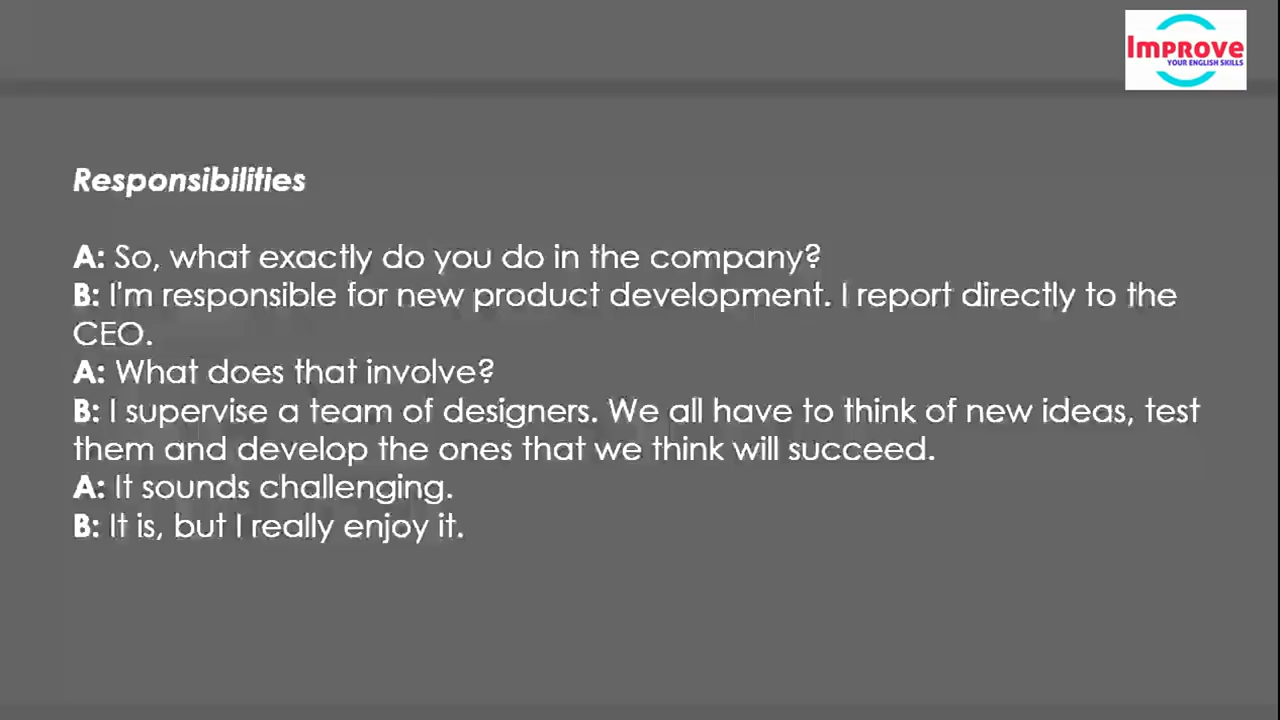 Improve
YOUR ENGLISH SKILLS
Responsibilities
A: So, what exactly do you do in the company?
B: I'm responsible for new product development. I report directly to the
CEO.
A: What does that involve?
B: I supervise a team of designers. We all have to think of new ideas, test
them and develop the ones that we think will succeed.
A: It sounds challenging.
B: It is, but I really enjoy it.